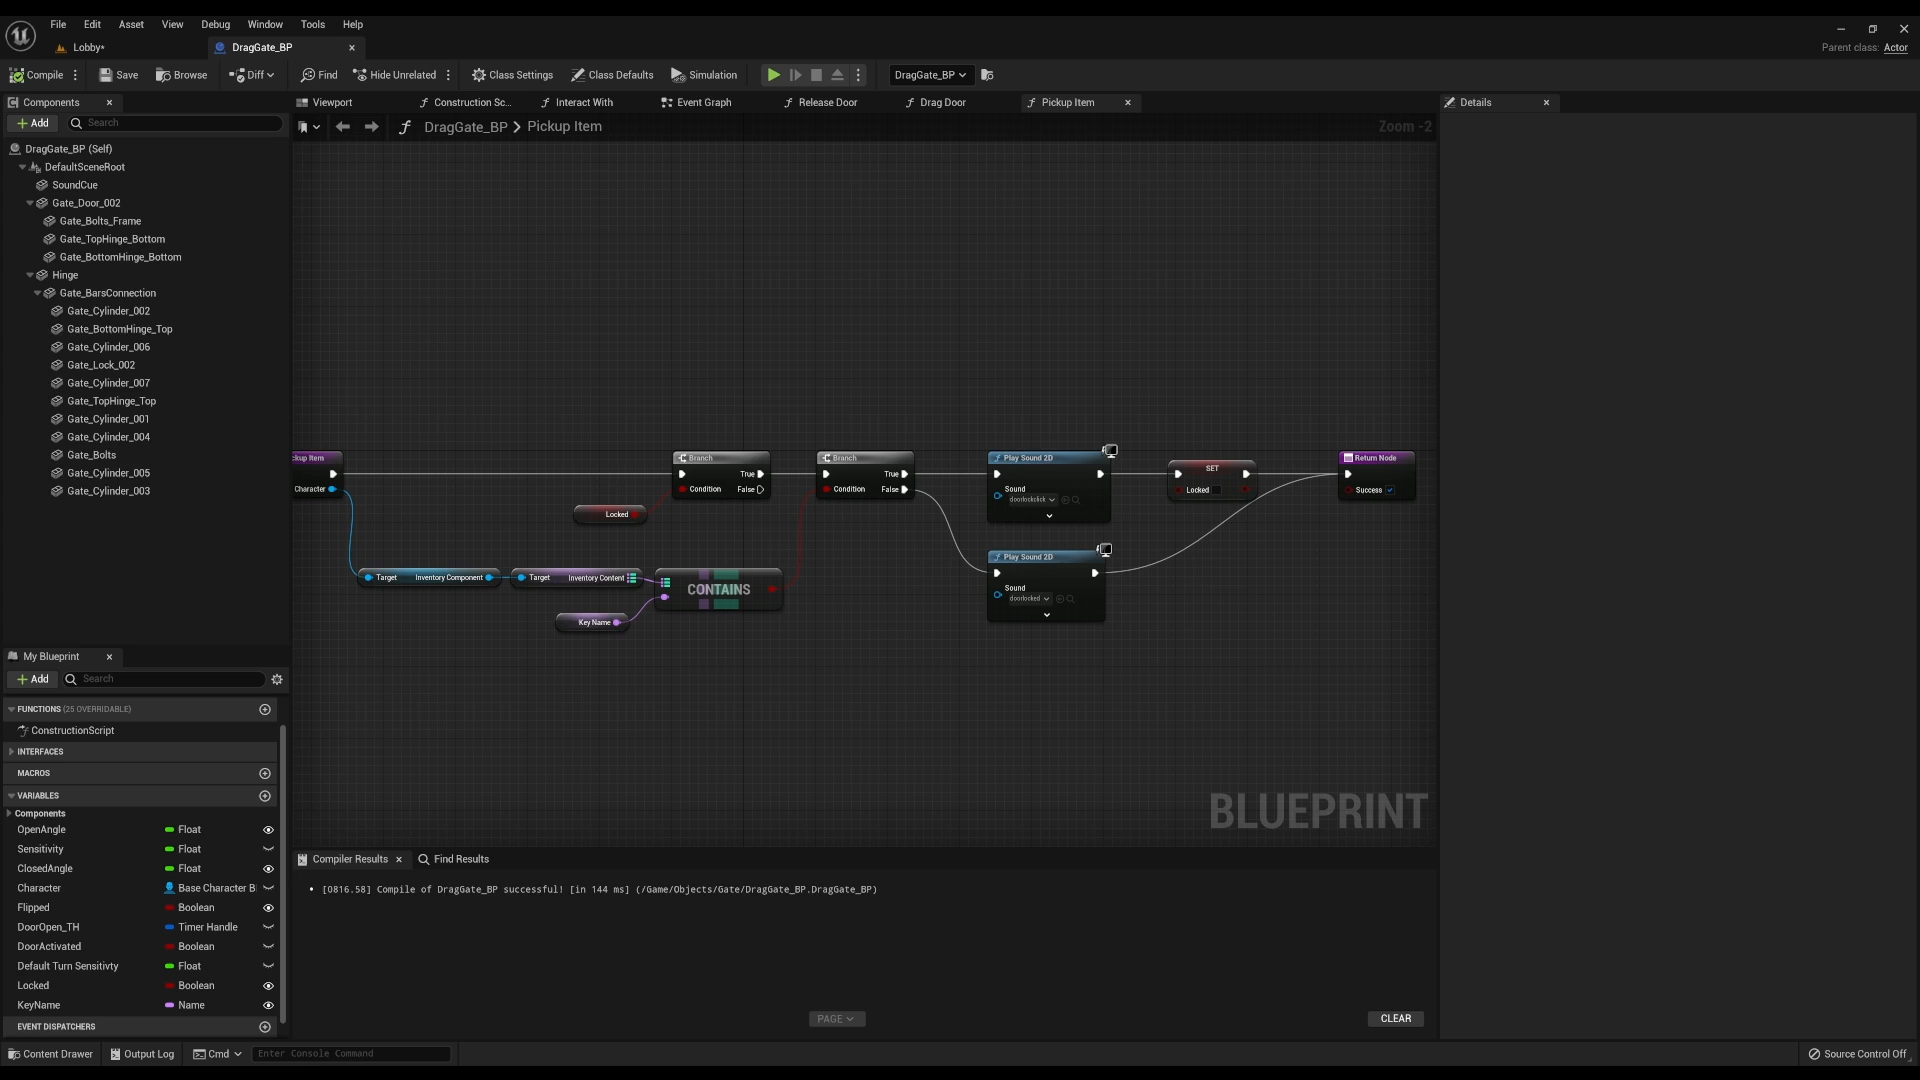 File Edit Asset View Debug Window Tools Help
Lobby*
DragGate_BP
Parent class: Actor
Compile
Save
Browse
Diff
Find
Hide Unrelated
Class Settings
Class Defaults
Simulation
DragGate_BP
Components
Viewport
Construction Sc...
Interact With
Event Graph
Release Door
Drag Door
Pickup Item
Details
Add
Search
DragGate_BP > Pickup Item
Zoom -2
DragGate_BP (Self)
DefaultSceneRoot
SoundCue
Gate_Door_002
Gate_Bolts_Frame
Gate_TopHinge_Bottom
Gate_BottomHinge_Bottom
Hinge
Gate_BarsConnection
Gate_Cylinder_002
Gate_BottomHinge_Top
Gate_Cylinder_006
Gate_Lock_002
Gate_Cylinder_007
Gate_TopHinge_Top
Gate_Cylinder_001
Gate_Cylinder_004
Gate_Bolts
Gate_Cylinder_005
Gate_Cylinder_003
ckup Item
Character
Branch
True
Condition
False
Locked
Branch
True
Condition
False
Play Sound 2D
Sound
doorlockclick
SET
Locked
Return Node
Success
Target Inventory Component
Target Inventory Content
Key Name
CONTAINS
Play Sound 2D
Sound
doorlocked
BLUEPRINT
My Blueprint
Add
Search
FUNCTIONS (25 OVERRIDABLE)
ConstructionScript
INTERFACES
MACROS
VARIABLES
Components
OpenAngle Float
Sensitivity Float
ClosedAngle Float
Character Base Character B
Flipped Boolean
DoorOpen_TH Timer Handle
DoorActivated Boolean
Default Turn Sensitivty Float
Locked Boolean
KeyName Name
EVENT DISPATCHERS
Compiler Results
Find Results
[0816.58] Compile of DragGate_BP successful! [in 144 ms] (/Game/Objects/Gate/DragGate_BP.DragGate_BP)
PAGE
CLEAR
Content Drawer
Output Log
Cmd
Enter Console Command
Source Control Off